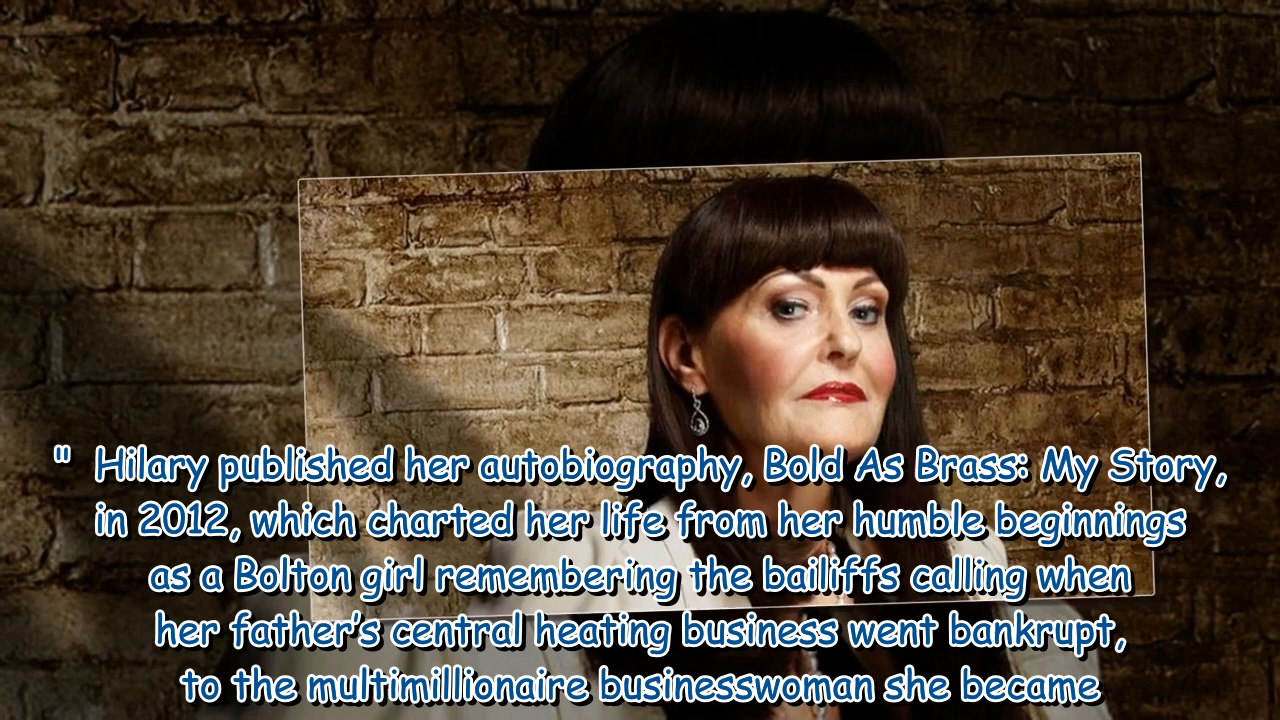 " Hilary published her autobiography, Bold As Brass: My Story,
in 2012, which charted her life from her humble beginnings
as a Bolton girl remembering the bailiffs calling when
her father’s central heating business went bankrupt,
to the multimillionaire businesswoman she became